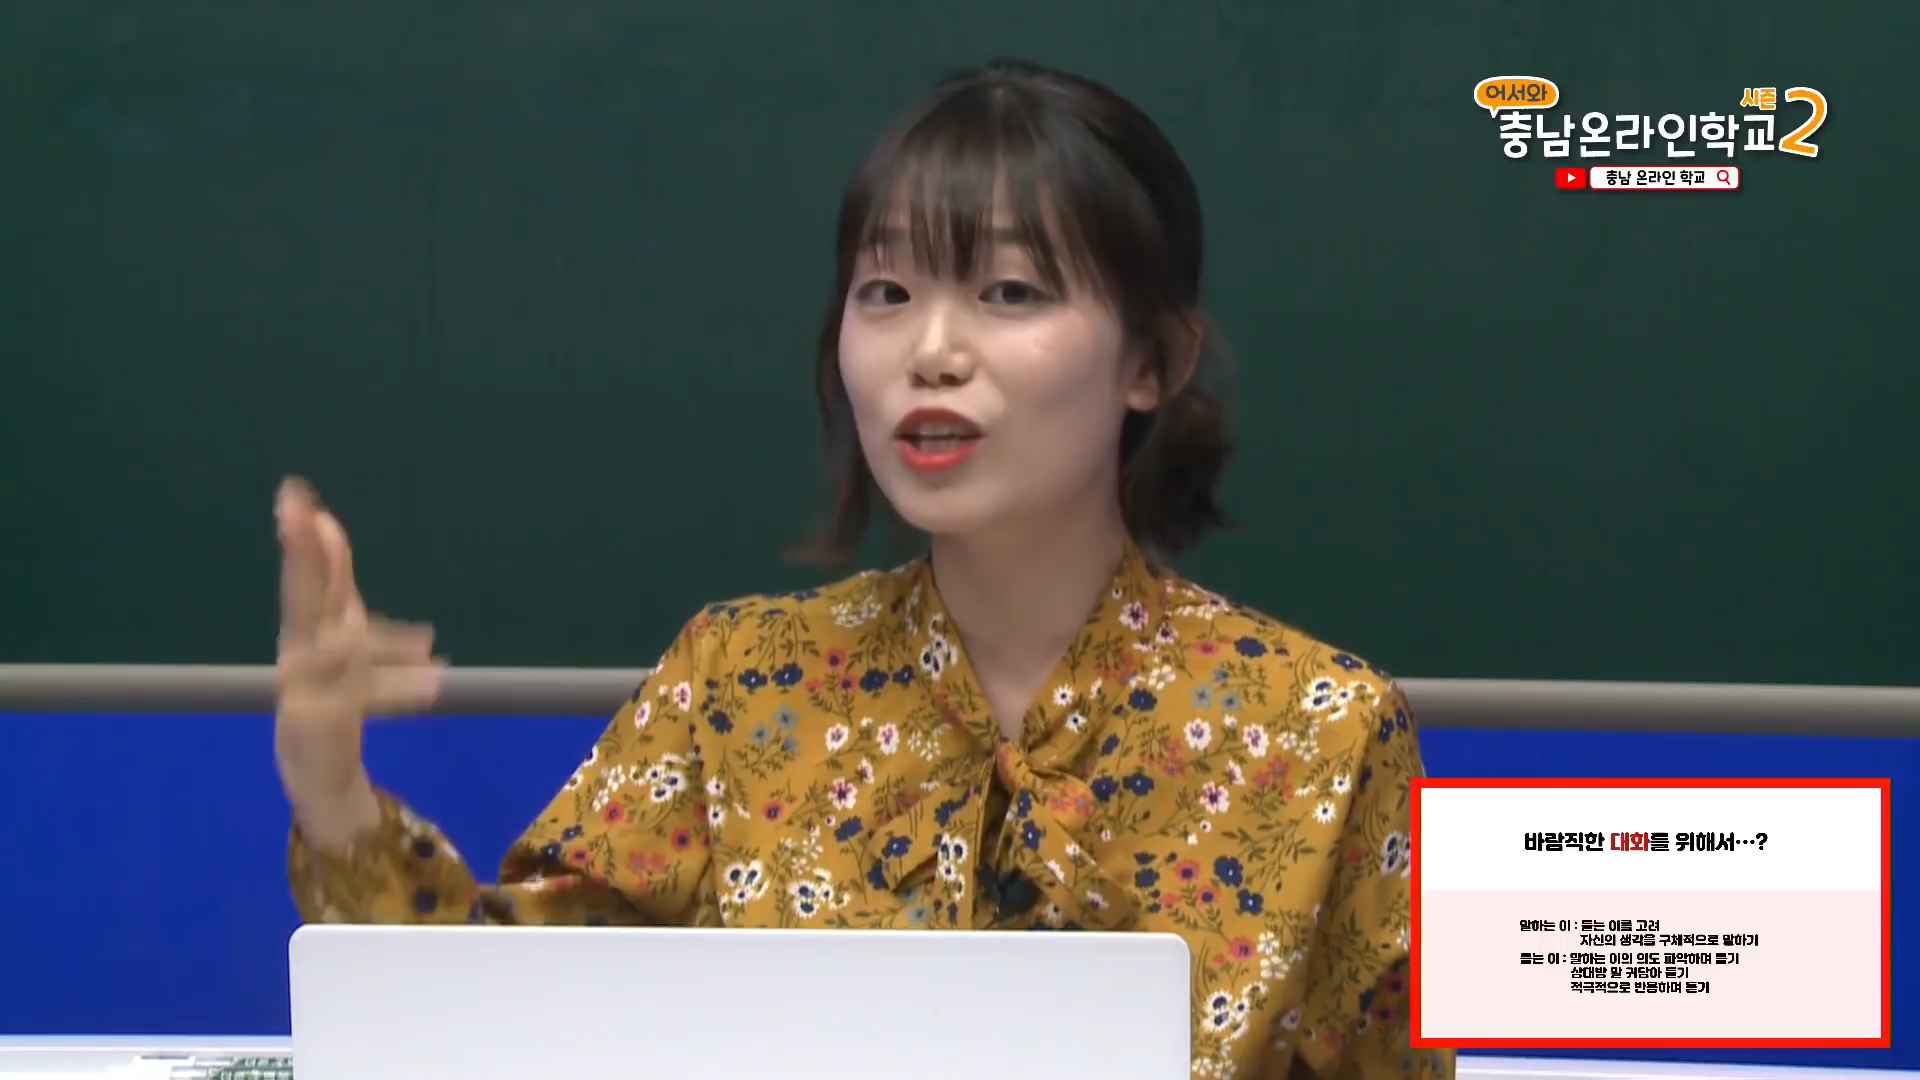 어서와
시즌
충남온라인학교2
충남 온라인 학교
바람직한 대화를 위해서…?
말하는 이 : 듣는 이를 고려
자신의 생각을 구체적으로 말하기
듣는 이 : 말하는 이의 의도 파악하며 듣기
상대방 말 귀담아 듣기
적극적으로 반응하며 듣기